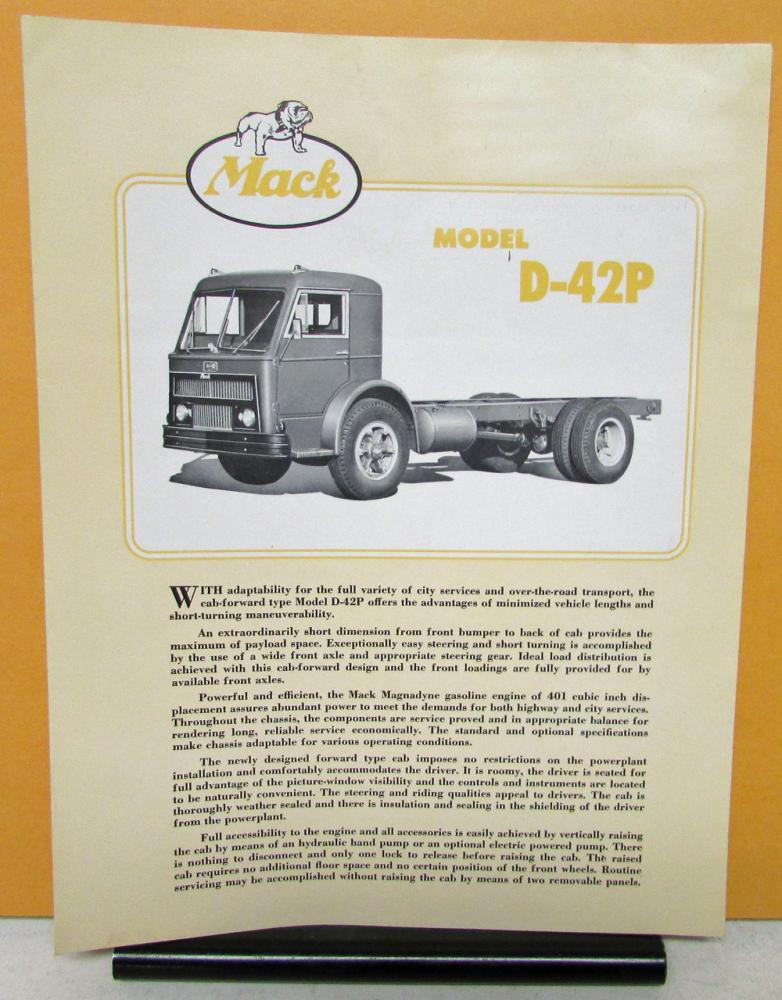 Mack
MODEL
D-42P
Mack
WITH adaptability for the full variety of city services and over-the-road transport, the
cab-forward type Model D-42P offers the advantages of minimized vehicle lengths and
short-turning maneuverability.
An extraordinarily short dimension from front bumper to back of cab provides the
maximum of payload space. Exceptionally easy steering and short turning is accomplished
by the use of a wide front axle and appropriate steering gear. Ideal load distribution is
achieved with this cab-forward design and the front loadings are fully provided for by
available front axles.
Powerful and efficient, the Mack Magnadyne gasoline engine of 401 cubic inch dis-
placement assures abundant power to meet the demands for both highway and city services.
Throughout the chassis, the components are service proved and in appropriate balance for
rendering long, reliable service economically. The standard and optional specifications
make chassis adaptable for various operating conditions.
The newly designed forward type cab imposes no restrictions on the powerplant
installation and comfortably accommodates the driver. It is roomy, the driver is seated for
full advantage of the picture-window visibility and the controls and instruments are located
to be naturally convenient. The steering and riding qualities appeal to drivers. The cab is
thoroughly weather sealed and there is insulation and sealing in the shielding of the driver
from the powerplant.
Full accessibility to the engine and all accessories is easily achieved by vertically raising
the cab by means of an hydraulic hand pump or an optional electric powered pump. There
is nothing to disconnect and only one lock to release before raising the cab. The raised
cab requires no additional floor space and no certain position of the front wheels. Routine
servicing may be accomplished without raising the cab by means of two removable panels.